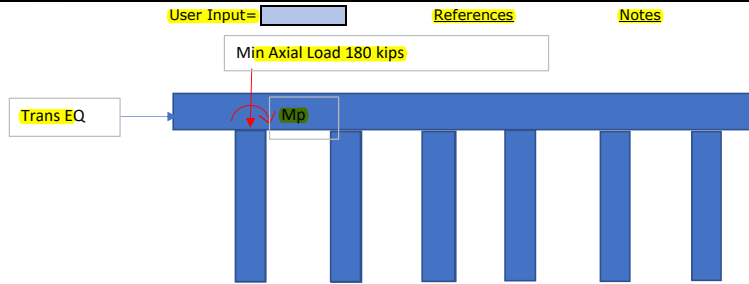 User Input= References Notes
Min Axial Load 180 kips
Trans EQ
Mp